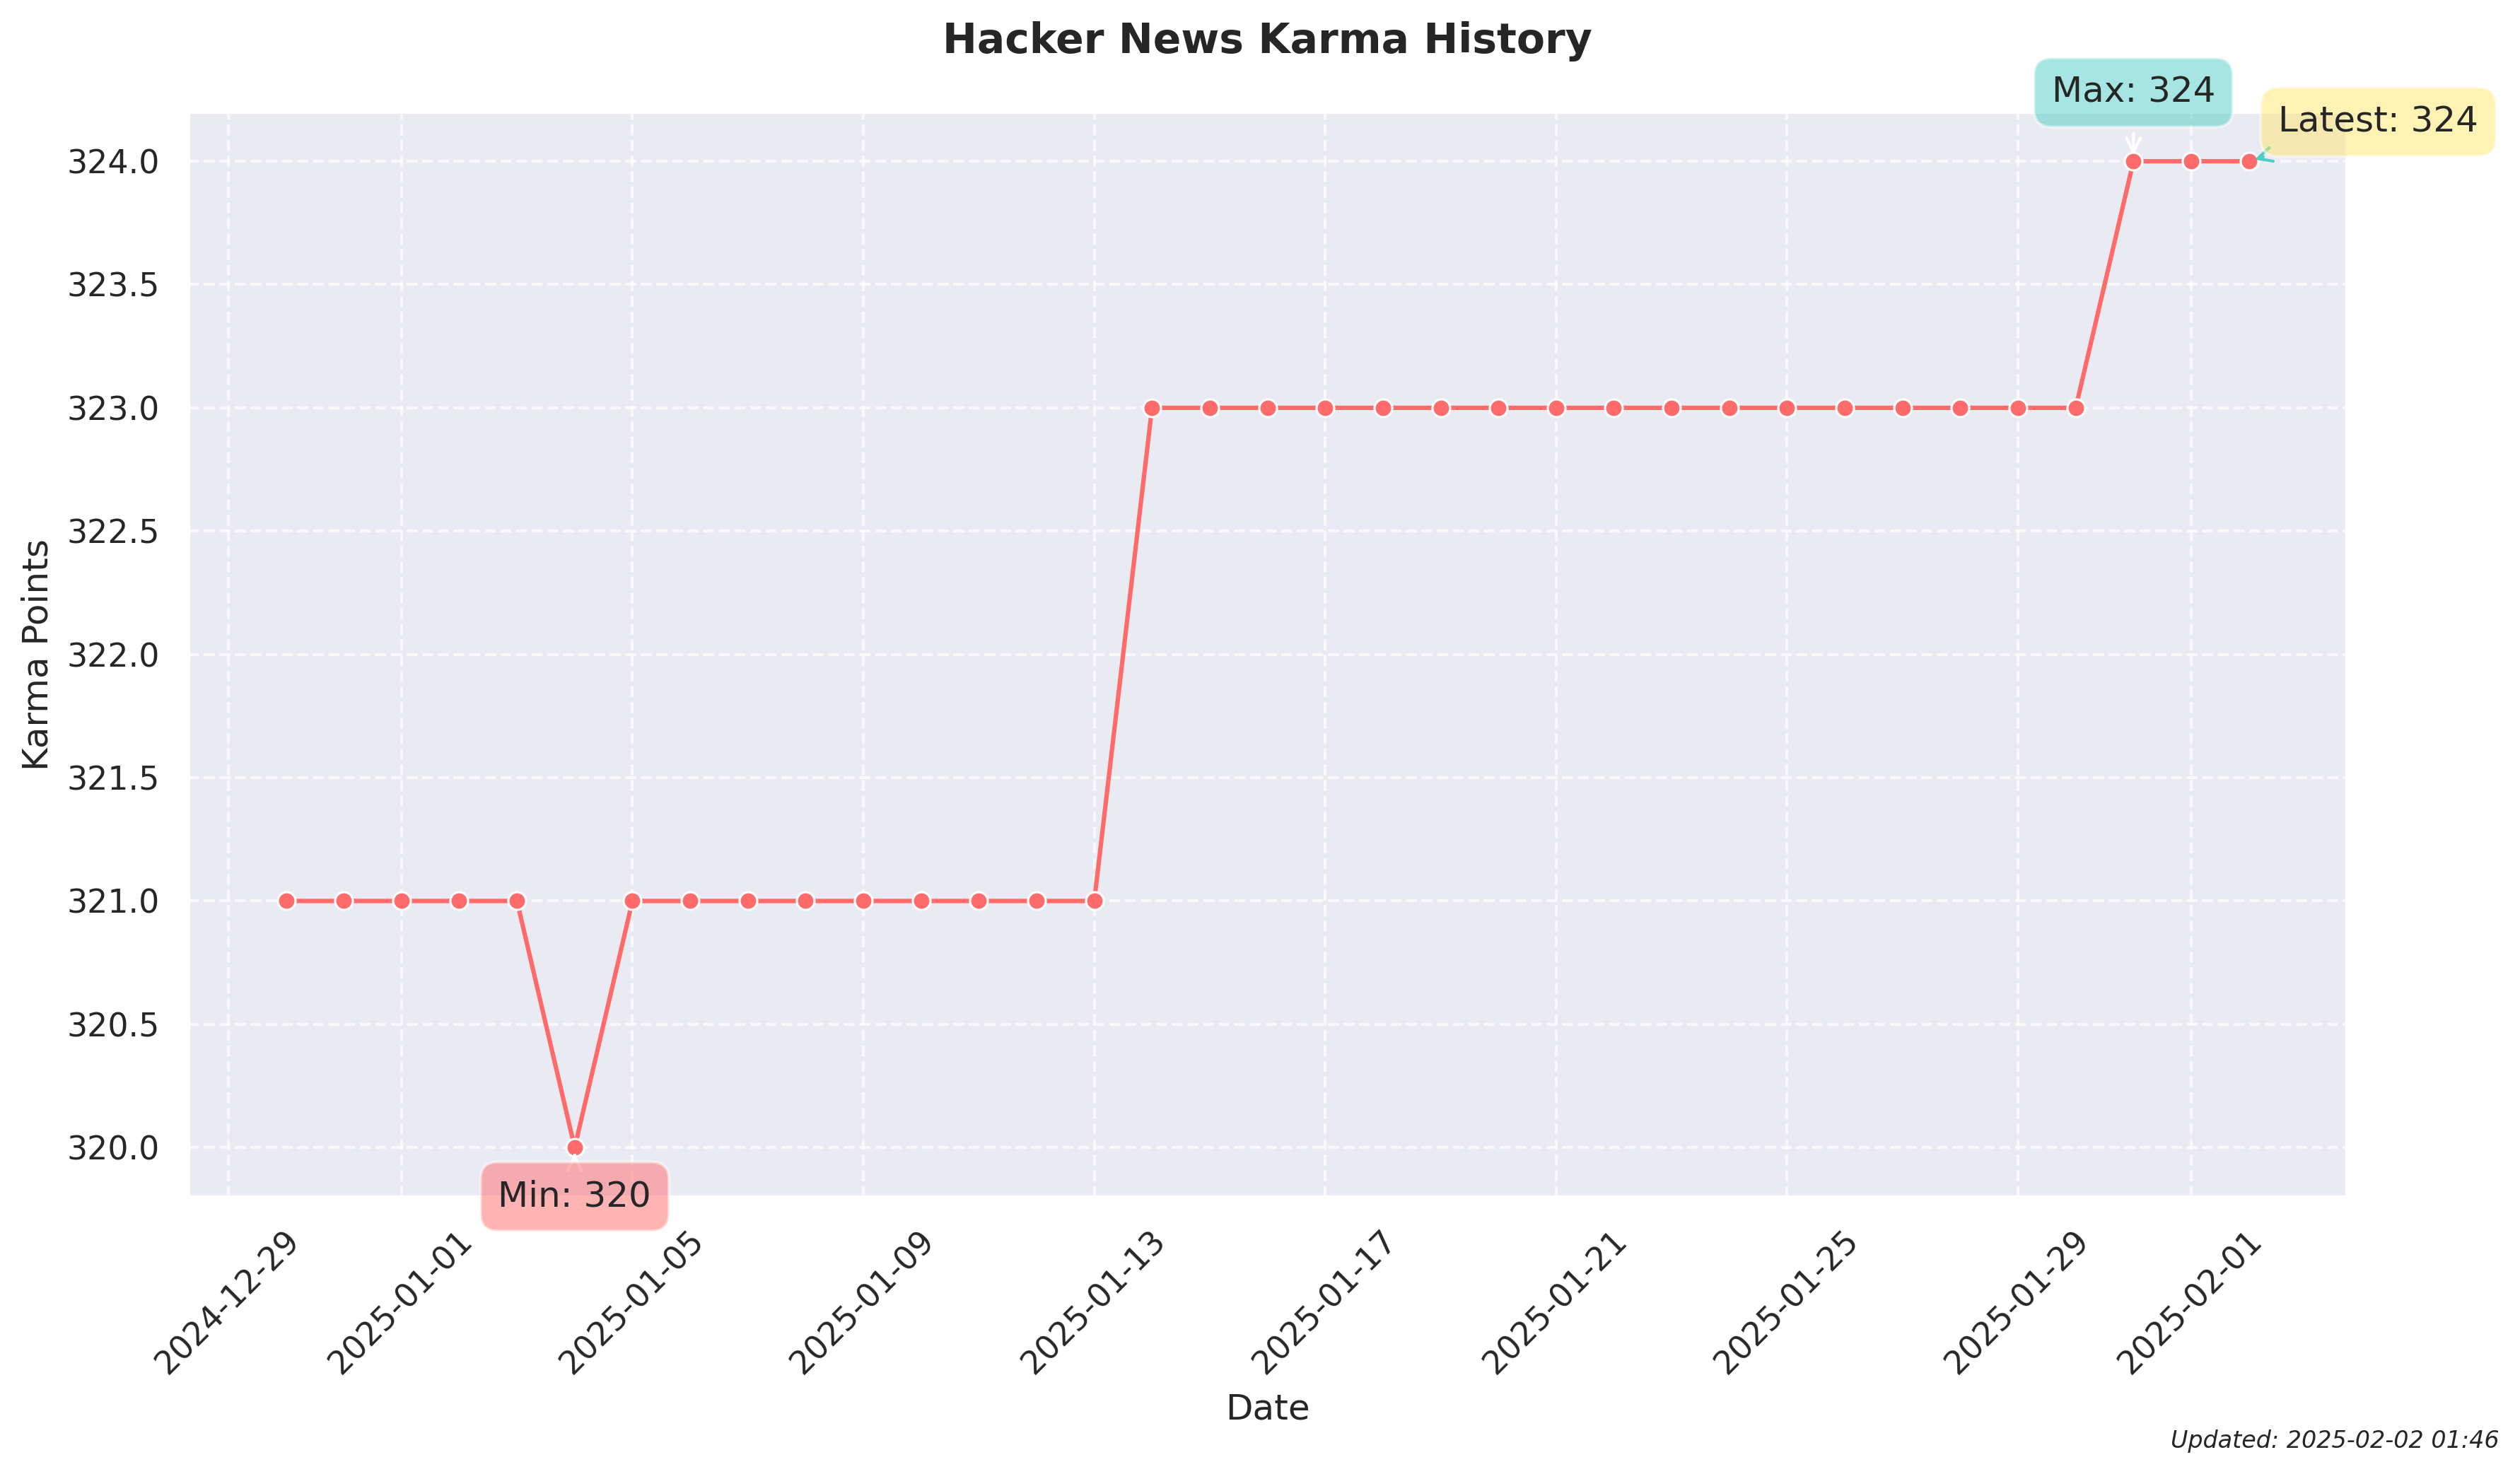 Hacker News Karma History
Max: 324
Latest: 324
324.0
323.5
323.0
322.5
322.0
321.5
321.0
320.5
320.0
Karma Points
Min: 320
2024-12-29
2025-01-01
2025-01-05
2025-01-09
2025-01-13
2025-01-17
2025-01-21
2025-01-25
2025-01-29
2025-02-01
Date
Updated: 2025-02-02 01:46